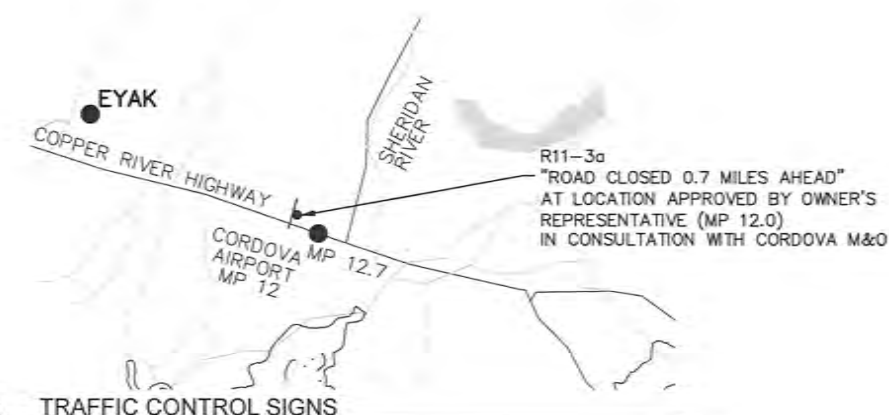 EYAK
COPPER RIVER HIGHWAY
SHERIDAN
RIVER
R11-3a
"ROAD CLOSED 0.7 MILES AHEAD"
AT LOCATION APPROVED BY OWNER'S
REPRESENTATIVE (MP 12.0)
IN CONSULTATION WITH CORDOVA M&O
CORDOVA
AIRPORT
MP 12
MP 12.7
TRAFFIC CONTROL SIGNS